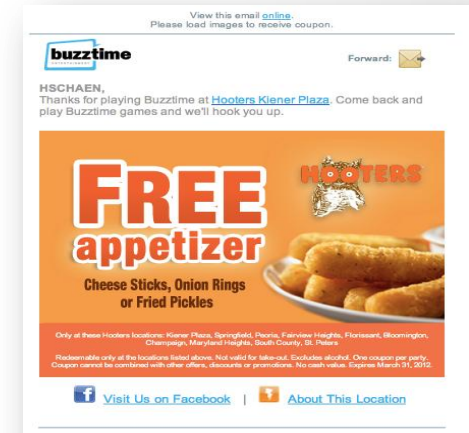 View this email online.
Please load images to receive coupon.
buzztime
ENTERTAINMENT
Forward:
HSCHAEN,
Thanks for playing Buzztime at Hooters Kiener Plaza. Come back and
play Buzztime games and we'll hook you up.
FREE
appetizer
HOOTERS
Cheese Sticks, Onion Rings
or Fried Pickles
Only at these Hooters locations: Kiener Plaza, Springfield, Peoria, Fairview Heights, Florissant, Bloomington,
Champaign, Maryland Heights, South County, St. Peters
Redeemable only at the locations listed above. Not valid for take-out. Excludes alcohol. One coupon per party.
Coupon cannot be combined with other offers, discounts or promotions. No cash value. Expires March 31, 2012.
Visit Us on Facebook | About This Location